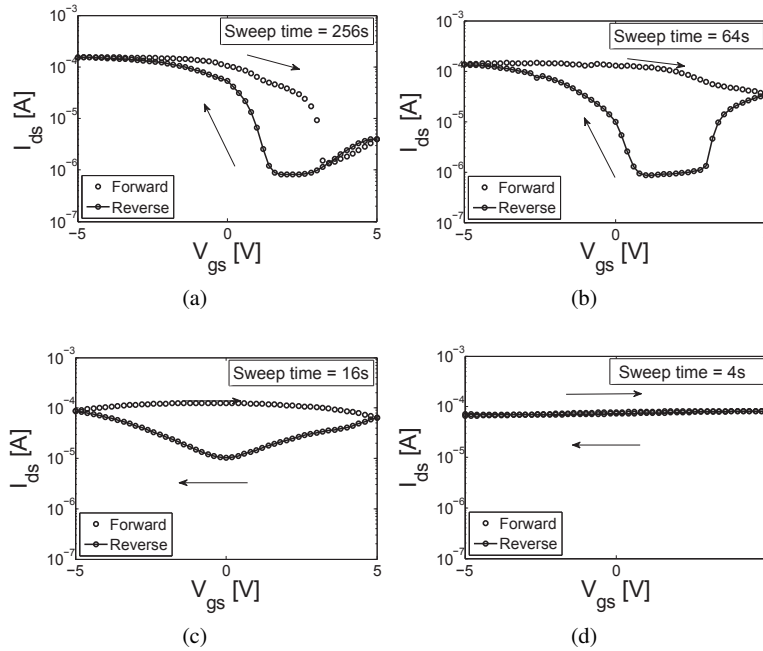 Sweep time = 256s
10⁻³
10⁻⁴
10⁻⁵
10⁻⁶
10⁻⁷
I_ds [A]
Forward
Reverse
-5 0 5
V_gs [V]
(a)
Sweep time = 64s
10⁻³
10⁻⁴
10⁻⁵
10⁻⁶
10⁻⁷
I_ds [A]
Forward
Reverse
-5 0
V_gs [V]
(b)
Sweep time = 16s
10⁻³
10⁻⁴
10⁻⁵
10⁻⁶
10⁻⁷
I_ds [A]
Forward
Reverse
-5 0 5
V_gs [V]
(c)
Sweep time = 4s
10⁻³
10⁻⁴
10⁻⁵
10⁻⁶
10⁻⁷
I_ds [A]
Forward
Reverse
-5 0
V_gs [V]
(d)